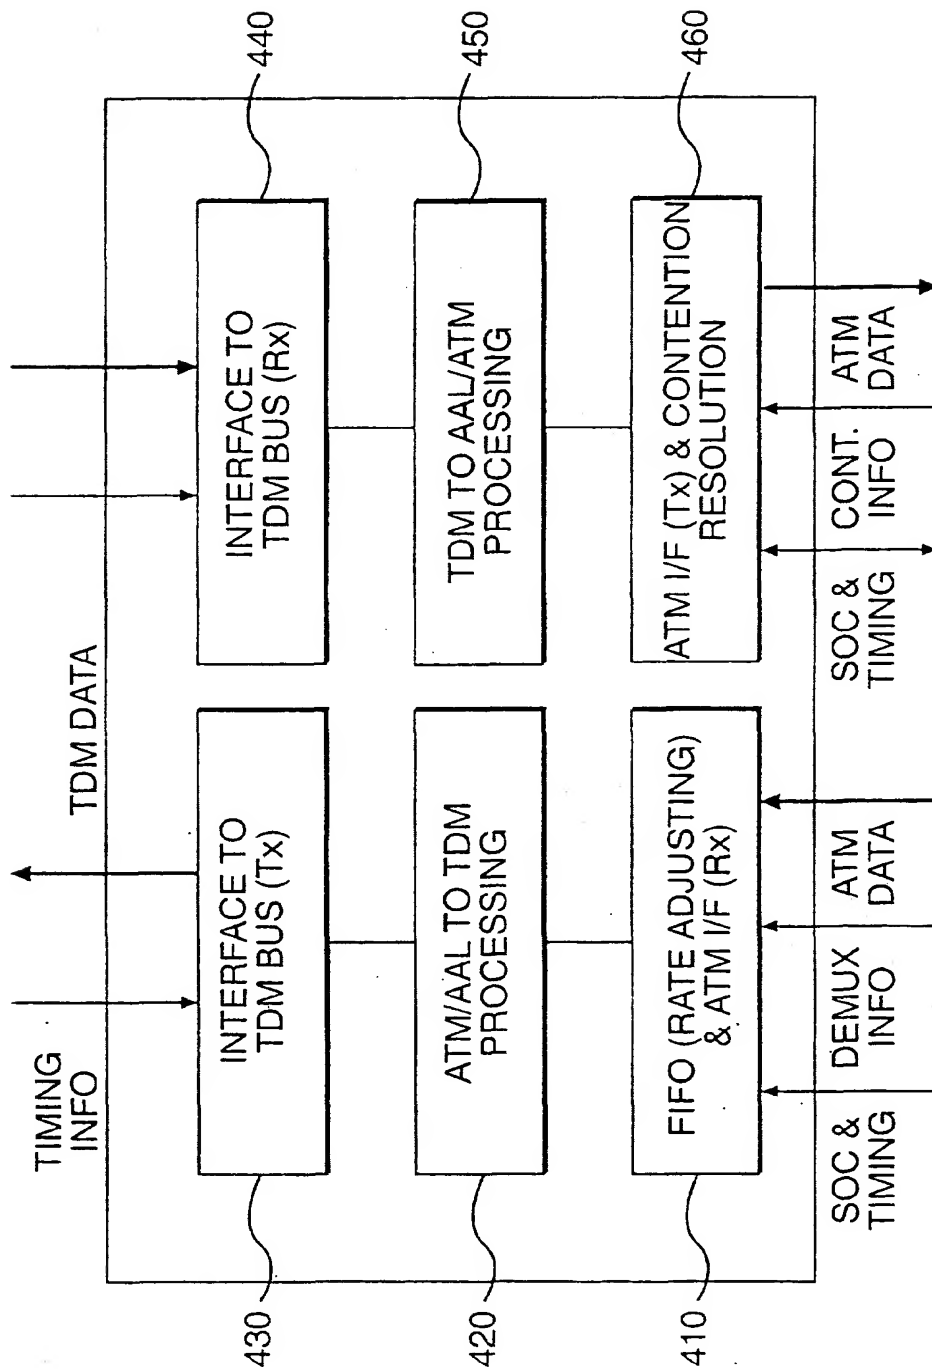 TIMING
INFO
TDM DATA
430
INTERFACE TO
TDM BUS (Tx)
INTERFACE TO
TDM BUS (Rx)
440
420
ATM/AAL TO TDM
PROCESSING
TDM TO AAL/ATM
PROCESSING
450
410
FIFO (RATE ADJUSTING)
& ATM I/F (Rx)
ATM I/F (Tx) & CONTENTION
RESOLUTION
460
SOC &
TIMING
DEMUX
INFO
ATM
DATA
SOC &
TIMING
CONT.
INFO
ATM
DATA